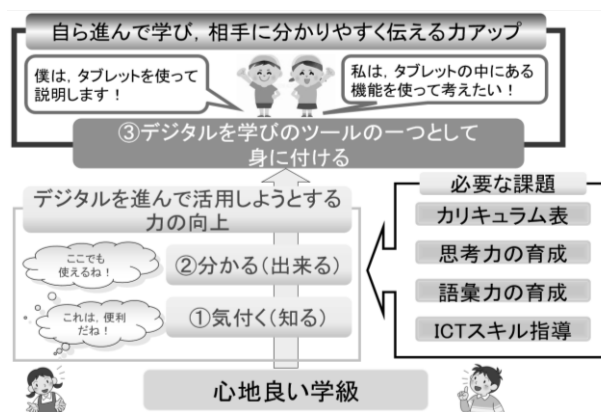 自ら進んで学び，相手に分かりやすく伝える力アップ
僕は，タブレットを使って
説明します！
私は，タブレットの中にある
機能を使って考えたい！
③デジタルを学びのツールの一つとして
身に付ける
デジタルを進んで活用しようとする
力の向上
ここでも
使えるね！
②分かる（出来る）
これは，便利
だね！
①気付く（知る）
必要な課題
カリキュラム表
思考力の育成
語彙力の育成
ICTスキル指導
心地良い学級